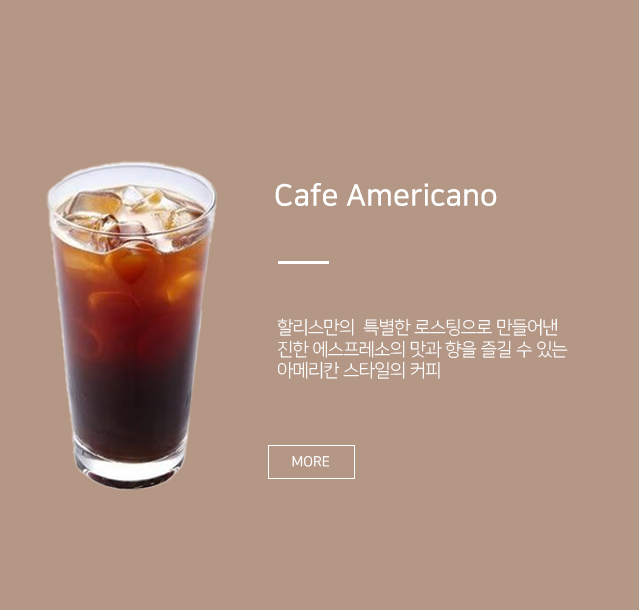 Cafe Americano
할리스만의 특별한 로스팅으로 만들어낸
진한 에스프레소의 맛과 향을 즐길 수 있는
아메리칸 스타일의 커피
MORE